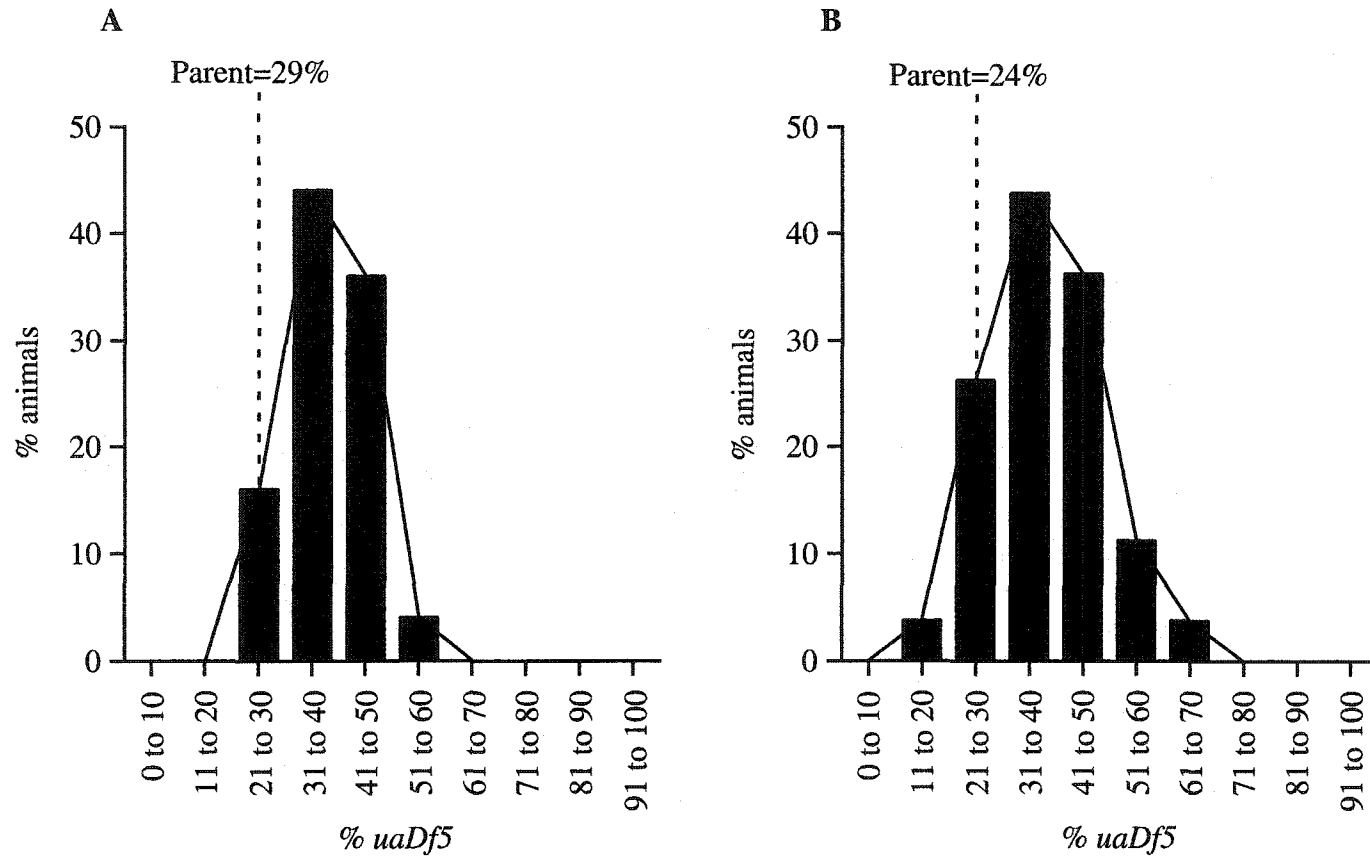 A
Parent=29%
50
40
30
20
10
0
% animals
0 to 10
11 to 20
21 to 30
31 to 40
41 to 50
51 to 60
61 to 70
71 to 80
81 to 90
91 to 100
% uaDf5
B
Parent=24%
50
40
30
20
10
0
% animals
0 to 10
11 to 20
21 to 30
31 to 40
41 to 50
51 to 60
61 to 70
71 to 80
81 to 90
91 to 100
% uaDf5